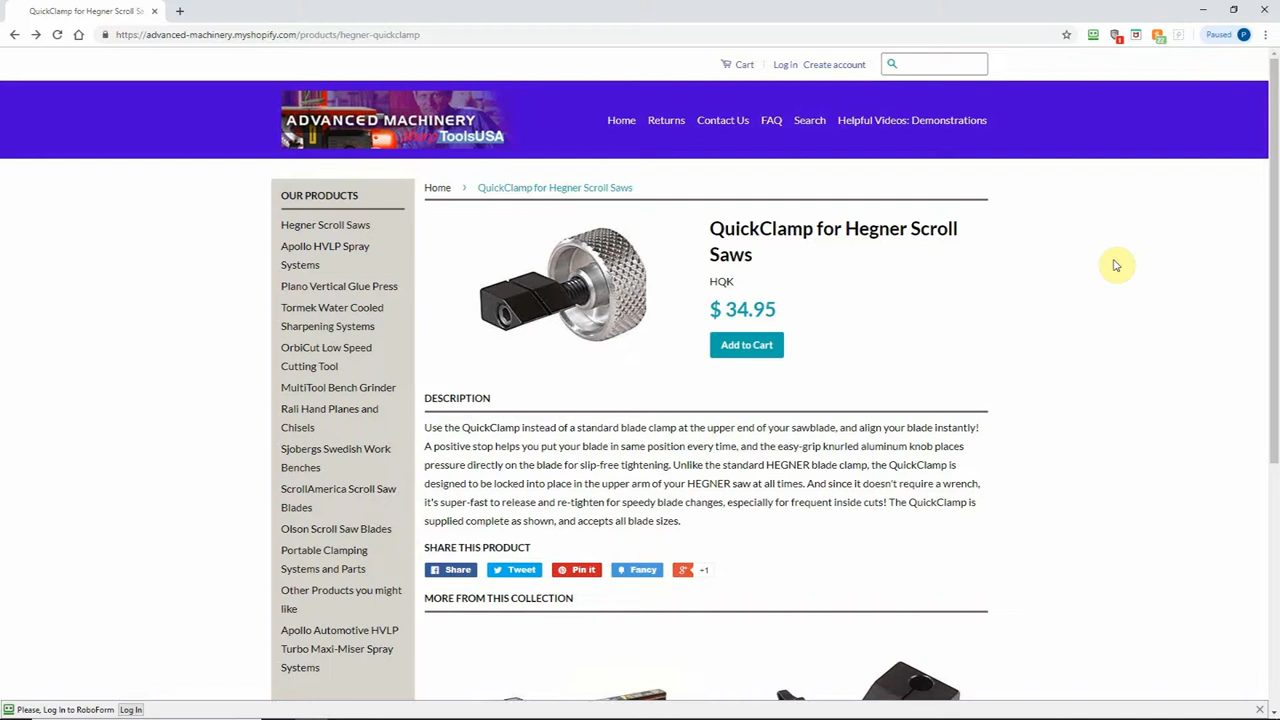 QuickClamp for Hegner Scroll S
https://advanced-machinery.myshopify.com/products/hegner-quickclamp
Paused P
Cart Log in Create account
ADVANCED MACHINERY
ToolsUSA
Home Returns Contact Us FAQ Search Helpful Videos: Demonstrations
OUR PRODUCTS
Hegner Scroll Saws
Apollo HVLP Spray
Systems
Plano Vertical Glue Press
Tormek Water Cooled
Sharpening Systems
OrbiCut Low Speed
Cutting Tool
MultiTool Bench Grinder
Rali Hand Planes and
Chisels
Sjobergs Swedish Work
Benches
ScrollAmerica Scroll Saw
Blades
Olson Scroll Saw Blades
Portable Clamping
Systems and Parts
Other Products you might
like
Apollo Automotive HVLP
Turbo Maxi-Miser Spray
Systems
Home › QuickClamp for Hegner Scroll Saws
QuickClamp for Hegner Scroll
Saws
HQK
$ 34.95
Add to Cart
DESCRIPTION
Use the QuickClamp instead of a standard blade clamp at the upper end of your sawblade, and align your blade instantly!
A positive stop helps you put your blade in same position every time, and the easy-grip knurled aluminum knob places
pressure directly on the blade for slip-free tightening. Unlike the standard HEGNER blade clamp, the QuickClamp is
designed to be locked into place in the upper arm of your HEGNER saw at all times. And since it doesn't require a wrench,
it's super-fast to release and re-tighten for speedy blade changes, especially for frequent inside cuts! The QuickClamp is
supplied complete as shown, and accepts all blade sizes.
SHARE THIS PRODUCT
Share Tweet Pin it Fancy +1
MORE FROM THIS COLLECTION
Please, Log In to RoboForm Log In